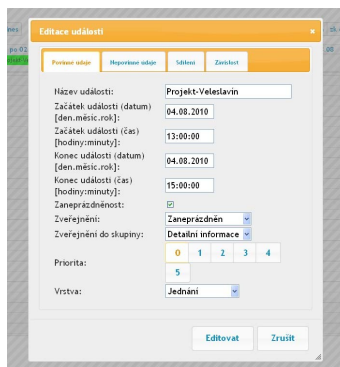 Editace události
Povinne udaje Nepovinne údaje Sdílení Závislost
Název události: Projekt-Veleslavín
Začátek události (datum) [den.měsíc.rok]: 04.08.2010
Začátek události (čas) [hodiny:minuty]: 13:00:00
Konec události (datum) [den.měsíc.rok]: 04.08.2010
Konec události (čas) [hodiny:minuty]: 15:00:00
Zaneprázdněnost:
Zveřejnění: Zaneprázdněn
Zveřejnění do skupiny: Detailní informace
Priorita: 0 1 2 3 4
5
Vrstva: Jednání
Editovat Zrušit